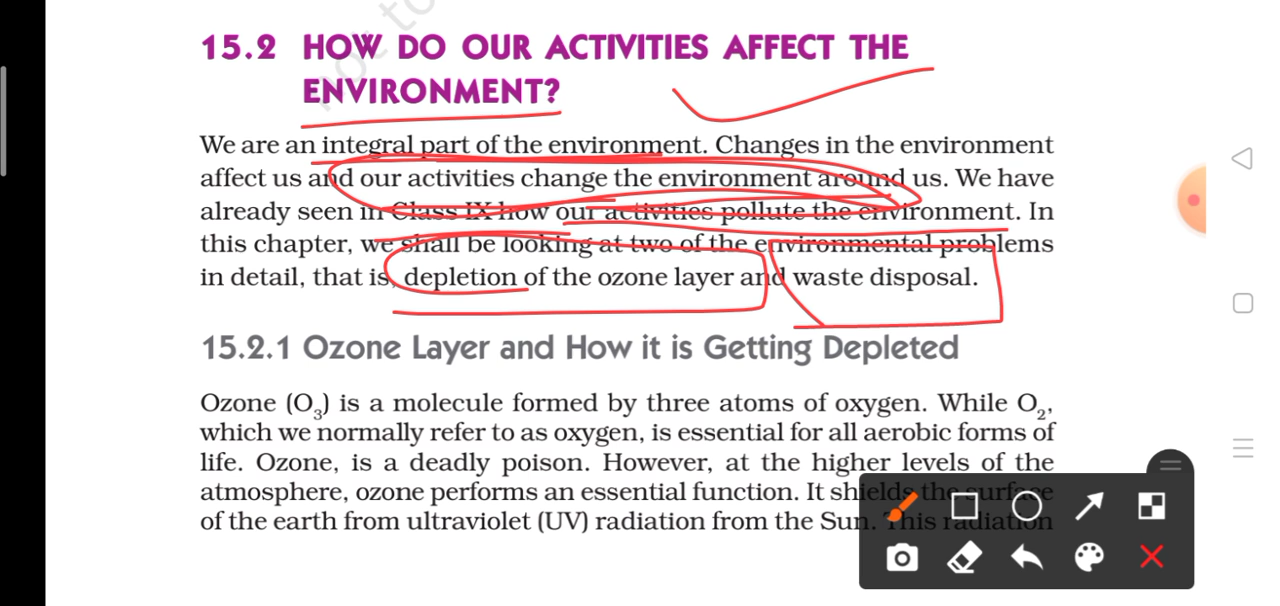 not to
15.2 HOW DO OUR ACTIVITIES AFFECT THE
ENVIRONMENT?
We are an integral part of the environment. Changes in the environment
affect us and our activities change the environment around us. We have
already seen in Class IX how our activities pollute the environment. In
this chapter, we shall be looking at two of the environmental problems
in detail, that is, depletion of the ozone layer and waste disposal.
15.2.1 Ozone Layer and How it is Getting Depleted
Ozone (O₃) is a molecule formed by three atoms of oxygen. While O₂,
which we normally refer to as oxygen, is essential for all aerobic forms of
life. Ozone, is a deadly poison. However, at the higher levels of the
atmosphere, ozone performs an essential function. It shields the surface
of the earth from ultraviolet (UV) radiation from the Sun. This radiation